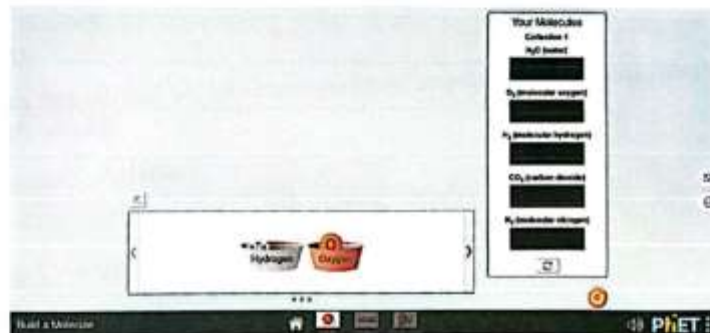 Your Molecules
Collection 1
H₂O (water)
O₂ (molecular oxygen)
H₂ (molecular hydrogen)
CO₂ (carbon dioxide)
N₂ (molecular nitrogen)
Hydrogen
O
Oxygen
Build a Molecule
PhET